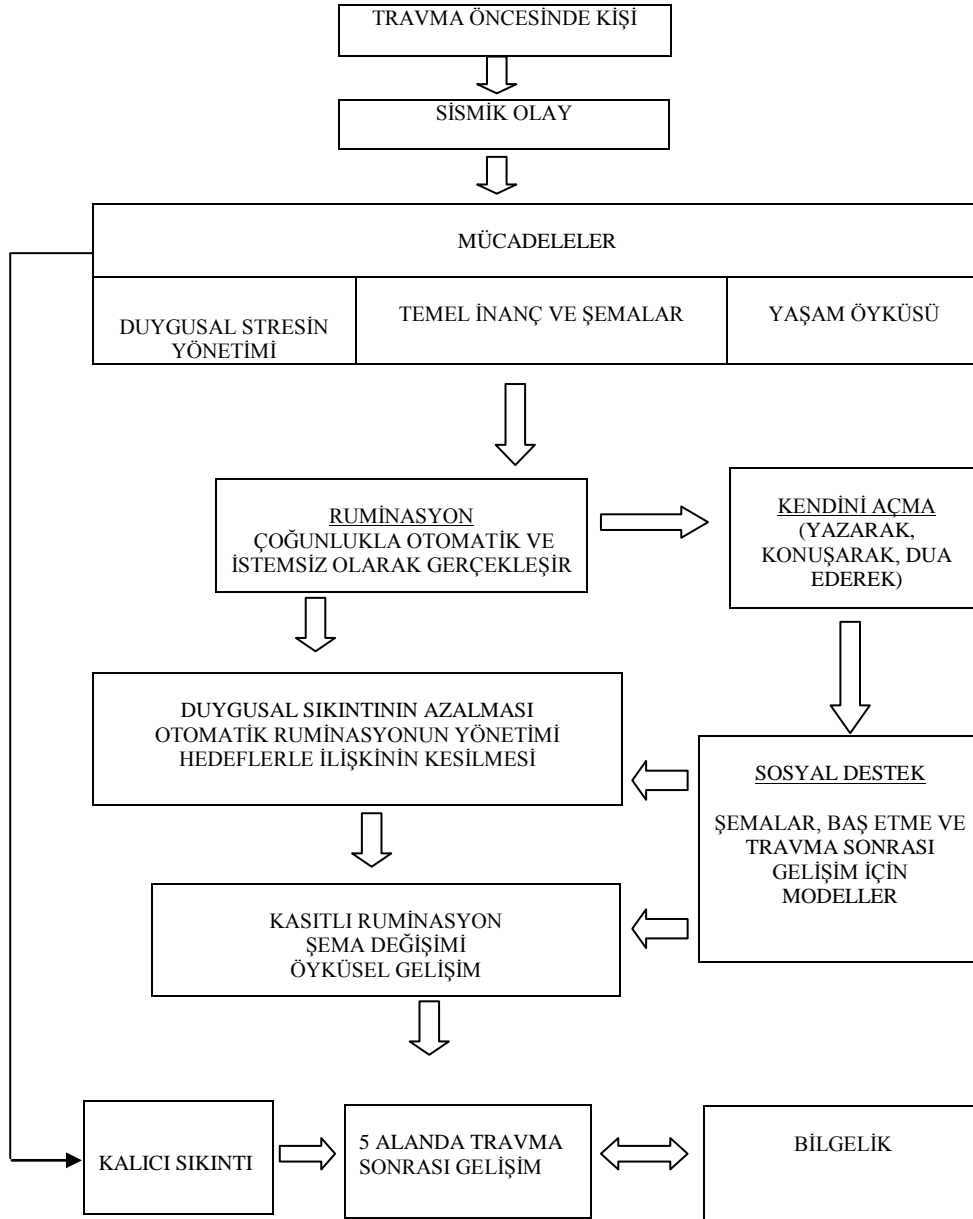 TRAVMA ÖNCESİNDE KİŞİ
SİSMİK OLAY
MÜCADELELER
DUYGUSAL STRESİN
YÖNETİMİ
TEMEL İNANÇ VE ŞEMALAR
YAŞAM ÖYKÜSÜ
RUMİNASYON
ÇOĞUNLUKLA OTOMATİK VE
İSTEMSİZ OLARAK GERÇEKLEŞİR
KENDİNİ AÇMA
(YAZARAK,
KONUŞARAK, DUA
EDEREK)
DUYGUSAL SIKINTININ AZALMASI
OTOMATİK RUMİNASYONUN YÖNETİMİ
HEDEFLERLE İLİŞKİNİN KESİLMESİ
SOSYAL DESTEK
ŞEMALAR, BAŞ ETME VE
TRAVMA SONRASI
GELİŞİM İÇİN
MODELLER
KASITLI RUMİNASYON
ŞEMA DEĞİŞİMİ
ÖYKÜSEL GELİŞİM
KALICI SIKINTI
5 ALANDA TRAVMA
SONRASI GELİŞİM
BİLGELİK